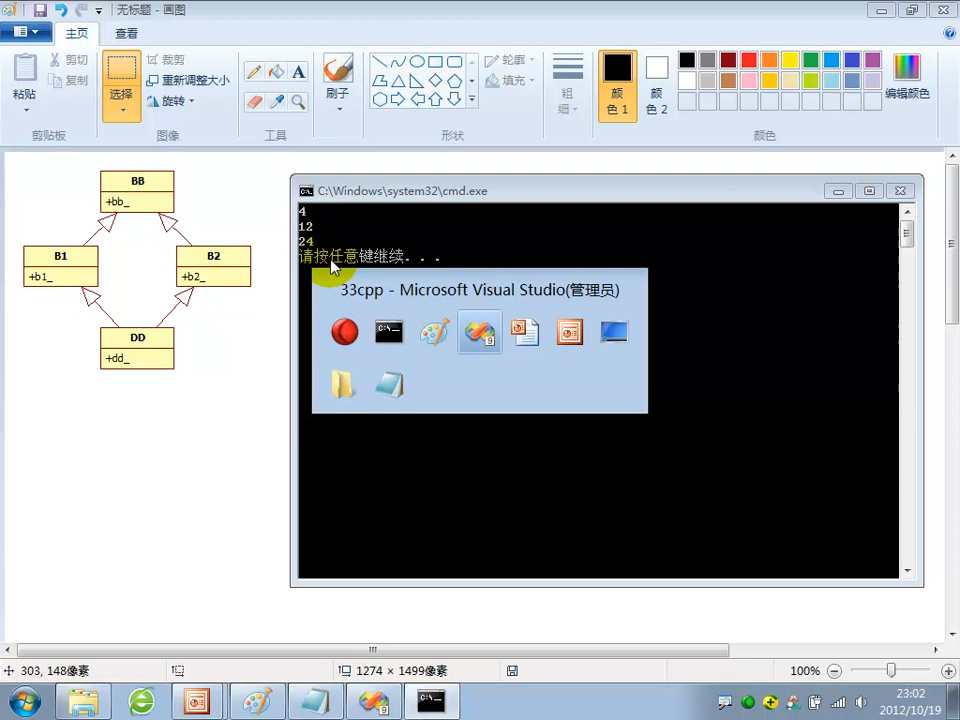 无标题 - 画图
主页
查看
粘贴
剪切
复制
剪贴板
选择
裁剪
重新调整大小
旋转
图像
A
工具
刷子
轮廓
填充
形状
粗
细
颜
色 1
颜
色 2
编辑颜色
颜色
BB
+bb_
B1
+b1_
B2
+b2_
DD
+dd_
C:\Windows\system32\cmd.exe
4
12
24
请按任意键继续. . .
33cpp - Microsoft Visual Studio(管理员)
303, 148像素
1274 × 1499像素
100%
23:02
2012/10/19